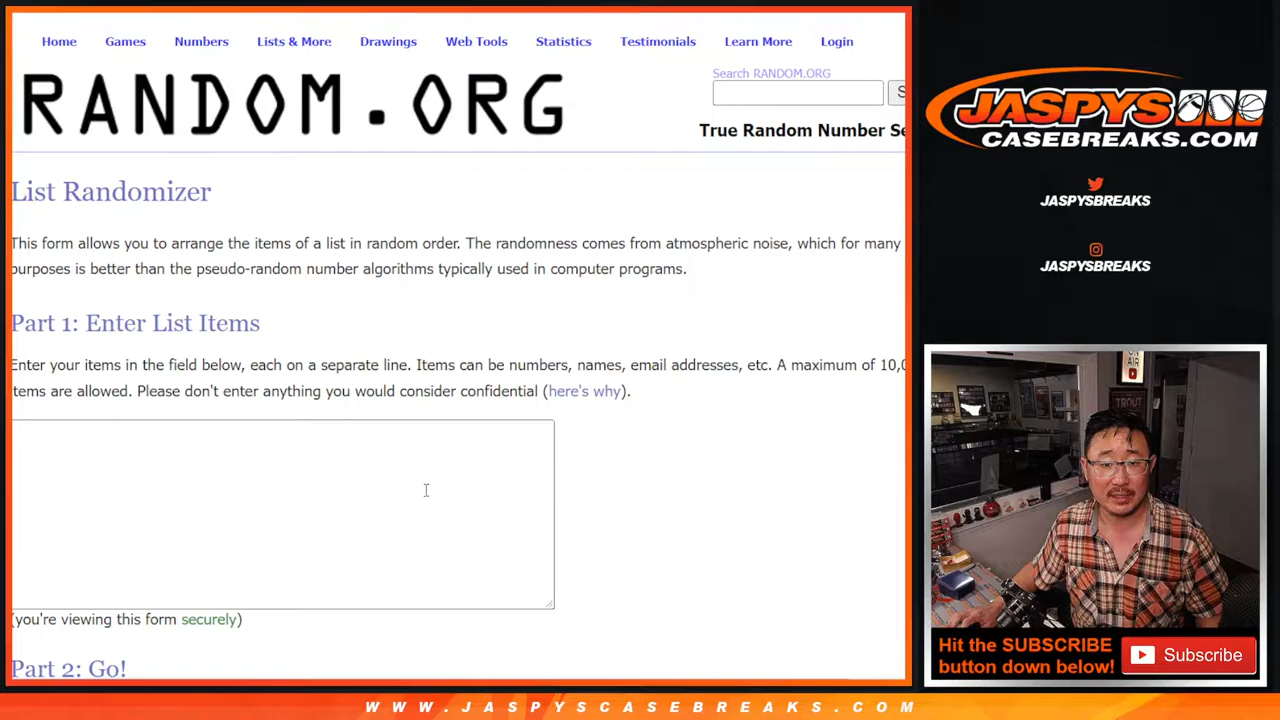 Home Games Numbers Lists & More Drawings Web Tools Statistics Testimonials Learn More Login
RANDOM.ORG
Search RANDOM.ORG
S
True Random Number Se
List Randomizer
This form allows you to arrange the items of a list in random order. The randomness comes from atmospheric noise, which for many
purposes is better than the pseudo-random number algorithms typically used in computer programs.
Part 1: Enter List Items
Enter your items in the field below, each on a separate line. Items can be numbers, names, email addresses, etc. A maximum of 10,0
items are allowed. Please don't enter anything you would consider confidential (here's why).
(you're viewing this form securely)
Part 2: Go!
JASPYS
CASEBREAKS.COM
JASPYSBREAKS
JASPYSBREAKS
ON
AIR
TROUT
Hit the SUBSCRIBE
button down below!
Subscribe
WWW.JASPYSCASEBREAKS.COM